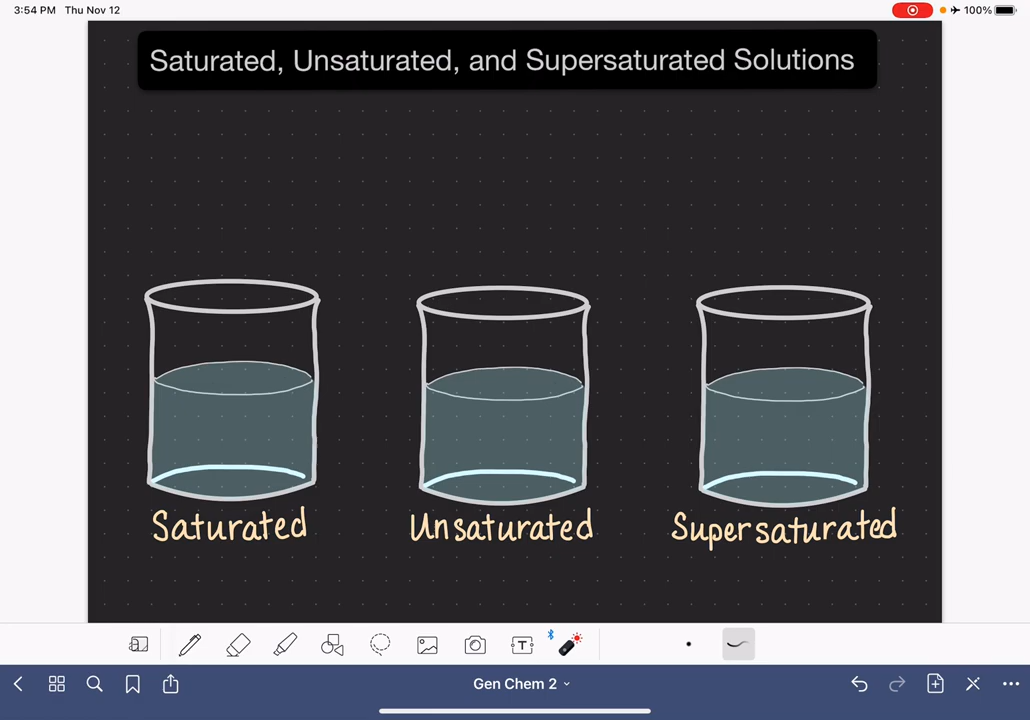 3:54 PM Thu Nov 12
100%
Saturated, Unsaturated, and Supersaturated Solutions
Saturated Unsaturated Supersaturated
T
Gen Chem 2